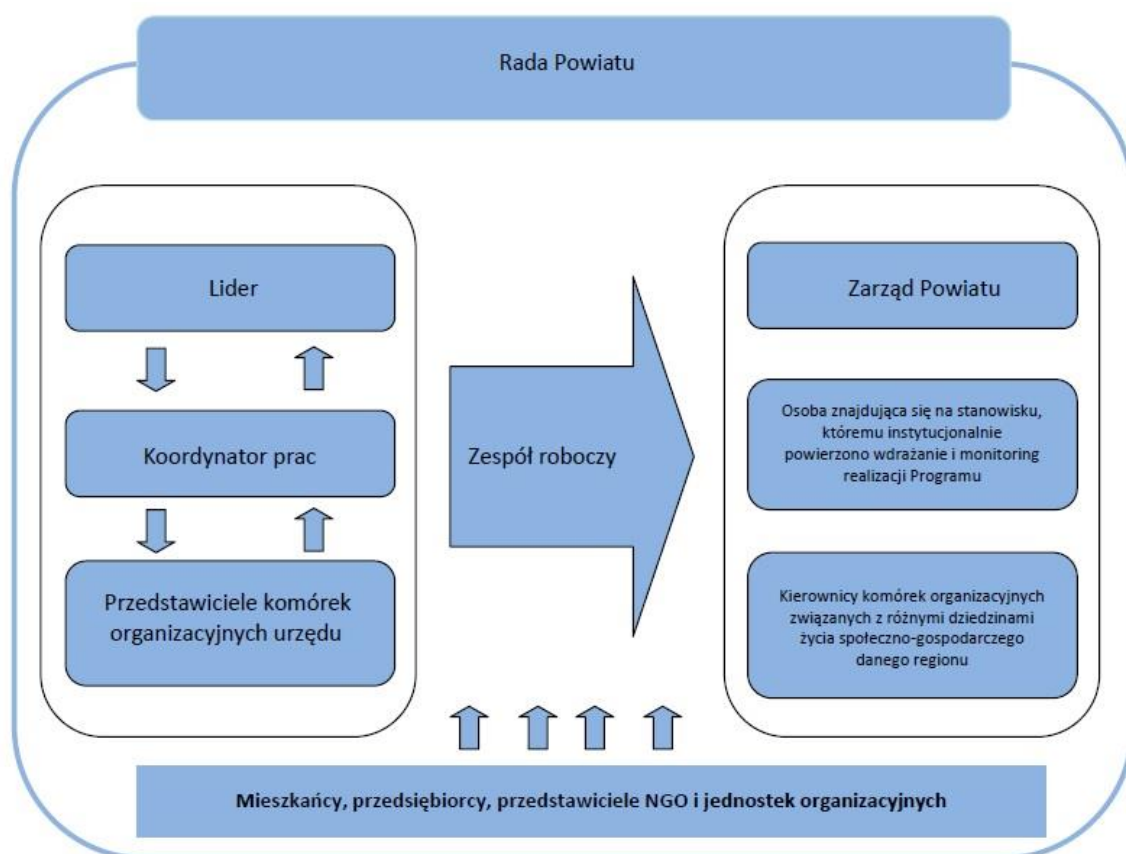 Rada Powiatu
Lider
Koordynator prac
Przedstawiciele komórek
organizacyjnych urzędu
Zespół roboczy
Zarząd Powiatu
Osoba znajdująca się na stanowisku,
któremu instytucjonalnie
powierzono wdrażanie i monitoring
realizacji Programu
Kierownicy komórek organizacyjnych
związanych z różnymi dziedzinami
życia społeczno-gospodarczego
danego regionu
Mieszkańcy, przedsiębiorcy, przedstawiciele NGO i jednostek organizacyjnych